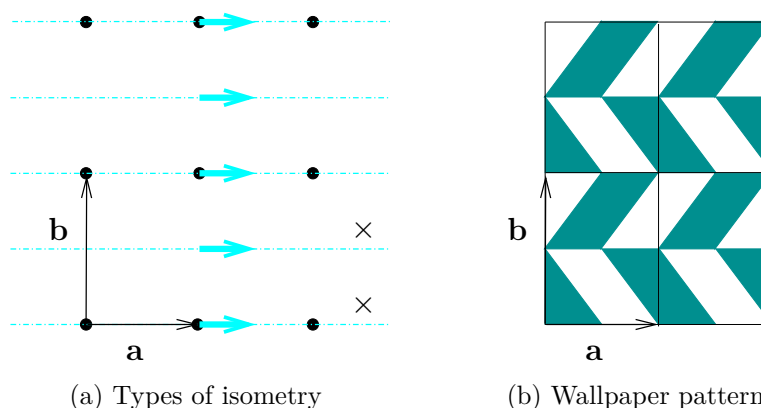 b
×
×
a
(a) Types of isometry
b
a
(b) Wallpaper pattern